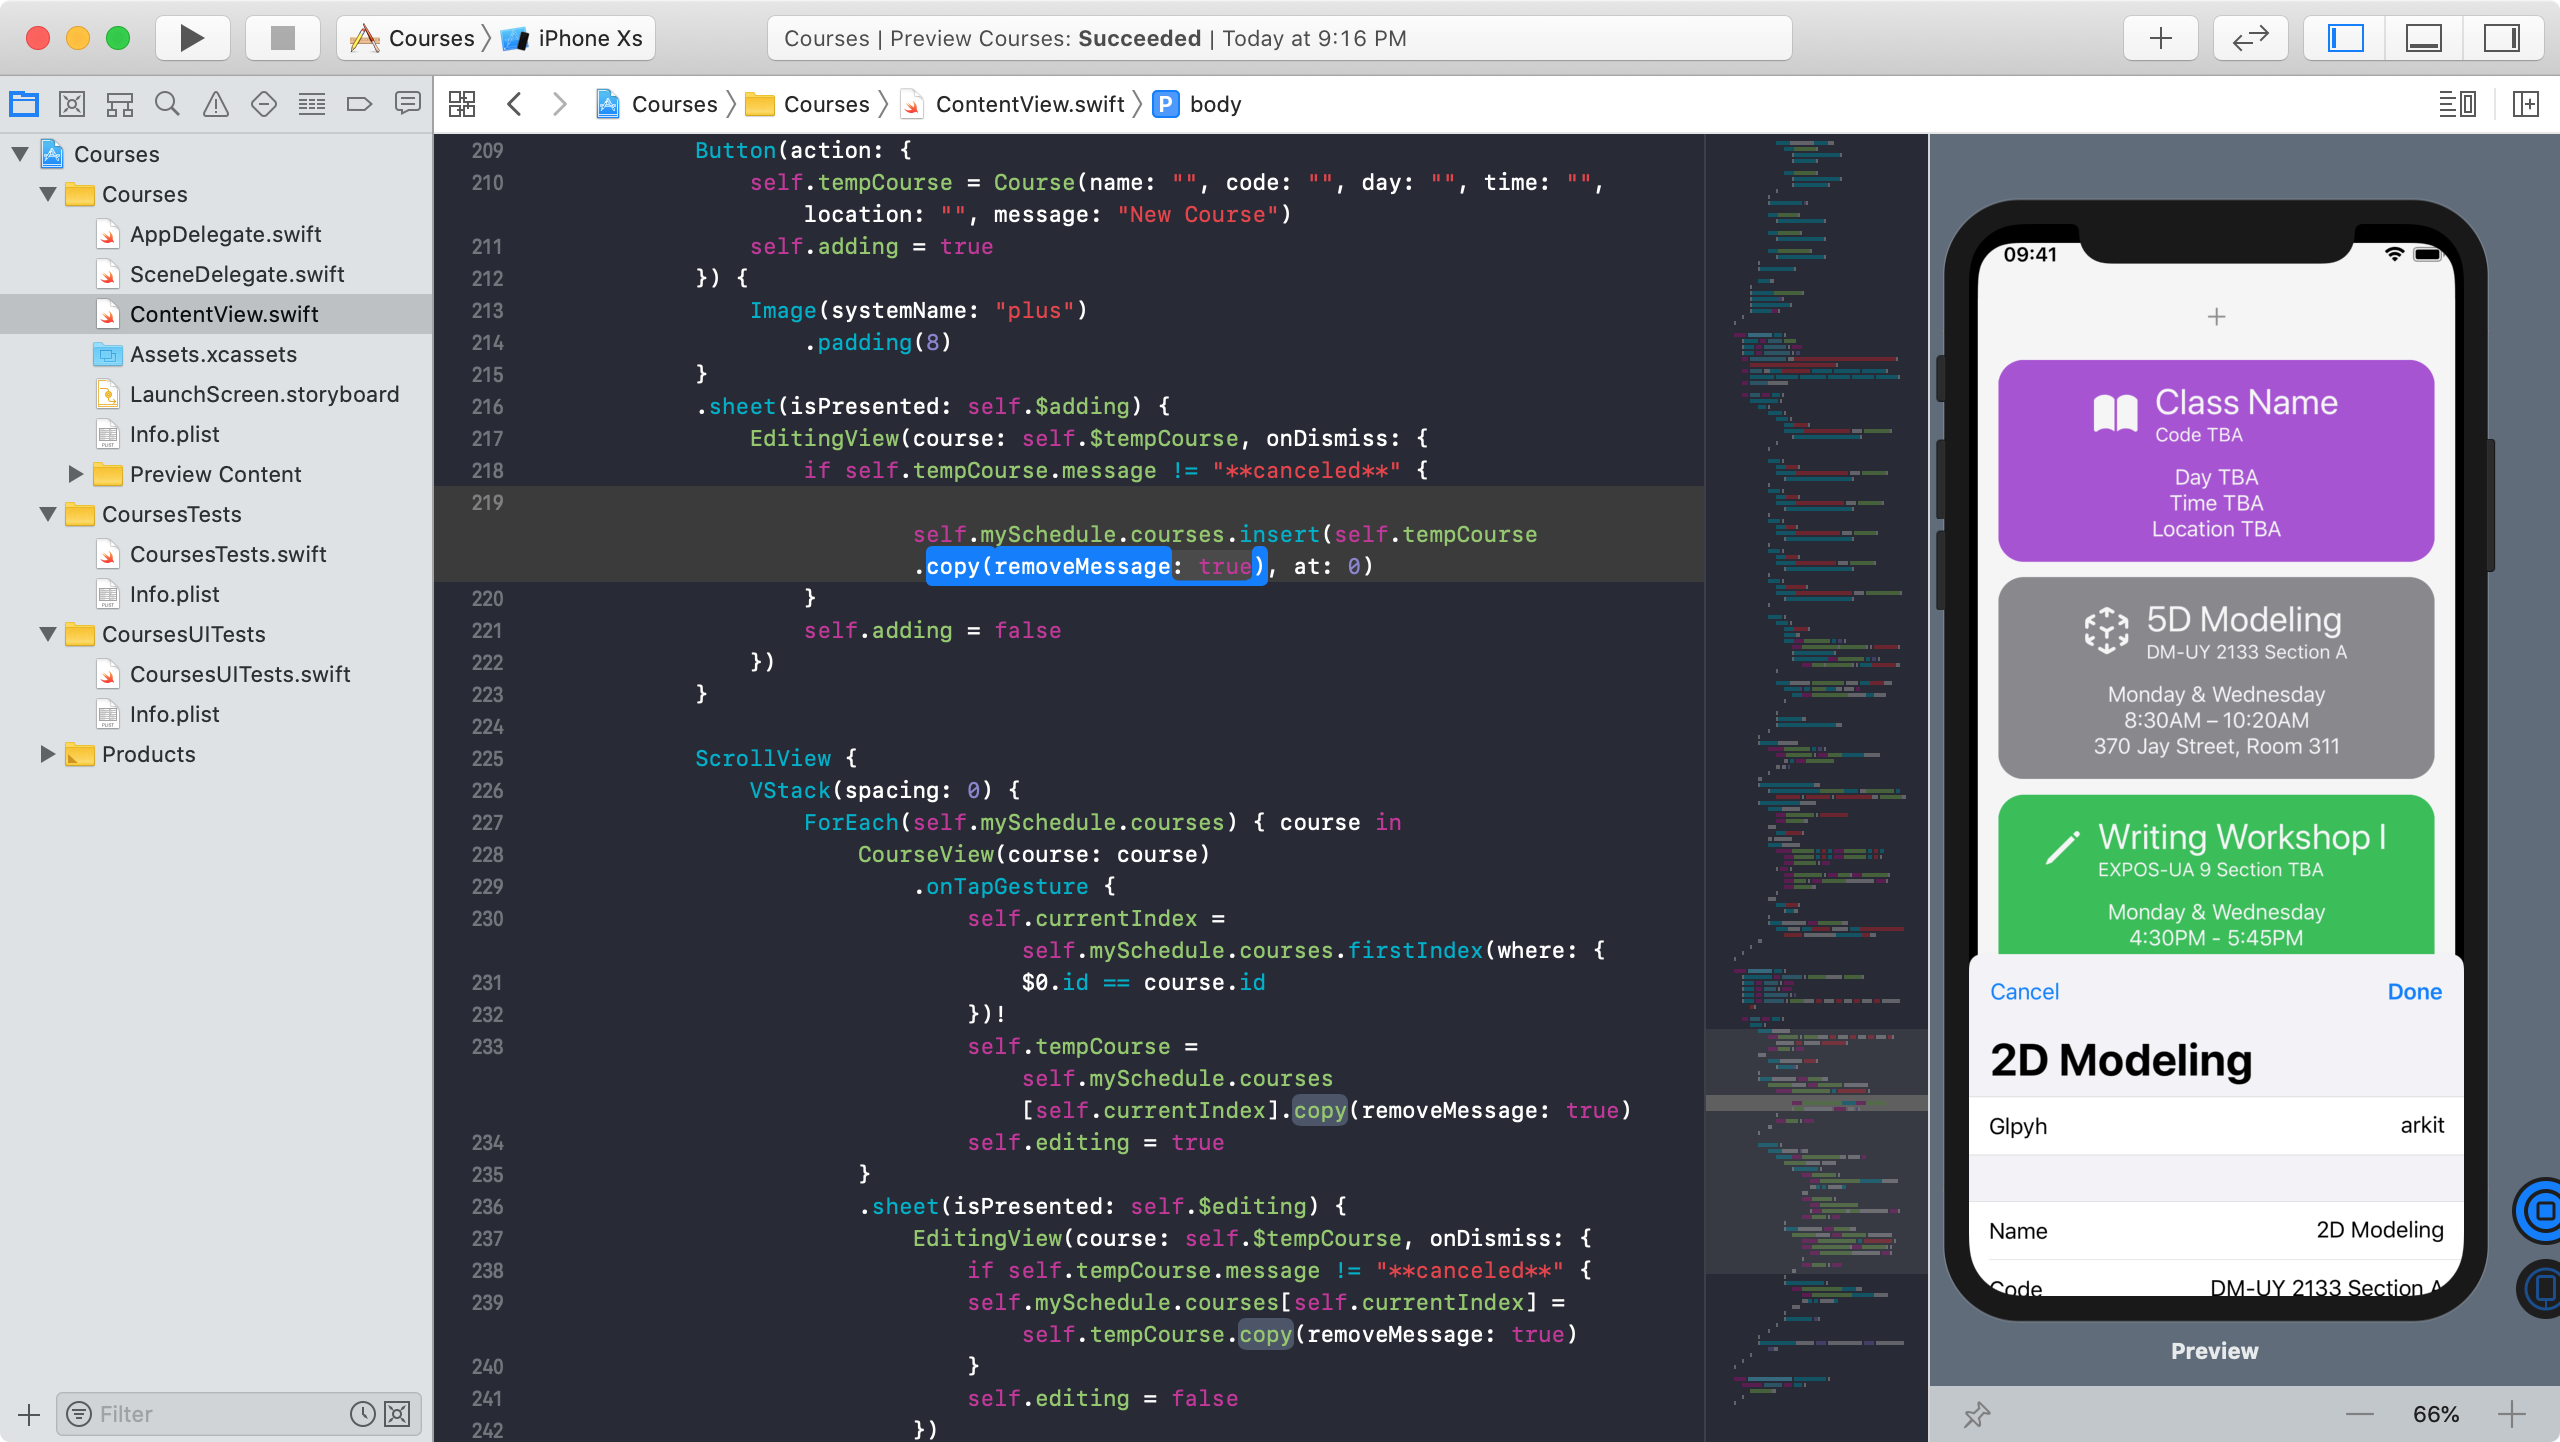 Courses 〉 iPhone Xs
Courses | Preview Courses: Succeeded | Today at 9:16 PM
Courses 〉 Courses 〉 ContentView.swift 〉 P body
Courses
Courses
AppDelegate.swift
SceneDelegate.swift
ContentView.swift
Assets.xcassets
LaunchScreen.storyboard
Info.plist
Preview Content
CoursesTests
CoursesTests.swift
Info.plist
CoursesUITests
CoursesUITests.swift
Info.plist
Products
Filter
209 Button(action: {
210 self.tempCourse = Course(name: "", code: "", day: "", time: "",
location: "", message: "New Course")
211 self.adding = true
212 }) {
213 Image(systemName: "plus")
214 .padding(8)
215 }
216 .sheet(isPresented: self.$adding) {
217 EditingView(course: self.$tempCourse, onDismiss: {
218 if self.tempCourse.message != "**canceled**" {
219
self.mySchedule.courses.insert(self.tempCourse
.copy(removeMessage: true), at: 0)
220 }
221 self.adding = false
222 })
223 }
224
225 ScrollView {
226 VStack(spacing: 0) {
227 ForEach(self.mySchedule.courses) { course in
228 CourseView(course: course)
229 .onTapGesture {
230 self.currentIndex =
self.mySchedule.courses.firstIndex(where: {
231 $0.id == course.id
232 })!
233 self.tempCourse =
self.mySchedule.courses
[self.currentIndex].copy(removeMessage: true)
234 self.editing = true
235 }
236 .sheet(isPresented: self.$editing) {
237 EditingView(course: self.$tempCourse, onDismiss: {
238 if self.tempCourse.message != "**canceled**" {
239 self.mySchedule.courses[self.currentIndex] =
self.tempCourse.copy(removeMessage: true)
240 }
241 self.editing = false
242 })
09:41
+
Class Name
Code TBA
Day TBA
Time TBA
Location TBA
5D Modeling
DM-UY 2133 Section A
Monday & Wednesday
8:30AM – 10:20AM
370 Jay Street, Room 311
Writing Workshop I
EXPOS-UA 9 Section TBA
Monday & Wednesday
4:30PM - 5:45PM
Cancel Done
2D Modeling
Glpyh arkit
Name 2D Modeling
Code DM-UY 2133 Section A
Preview
66%